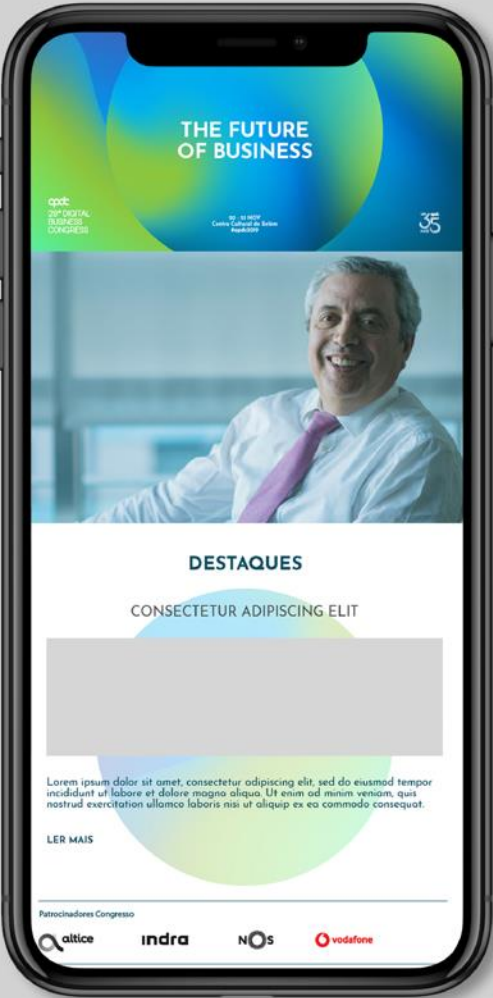 THE FUTURE
OF BUSINESS
apdc
29º DIGITAL
BUSINESS
CONGRESS
Centro Cultural de Belém
#apdc2019
35
DESTAQUES
CONSECTETUR ADIPISCING ELIT
Lorem ipsum dolor sit amet, consectetur adipiscing elit, sed do eiusmod tempor
incididunt ut labore et dolore magna aliqua. Ut enim ad minim veniam, quis
nostrud exercitation ullamco laboris nisi ut aliquip ex ea commodo consequat.
LER MAIS
Patrocinadores Congresso
altice
indra
NOS
vodafone